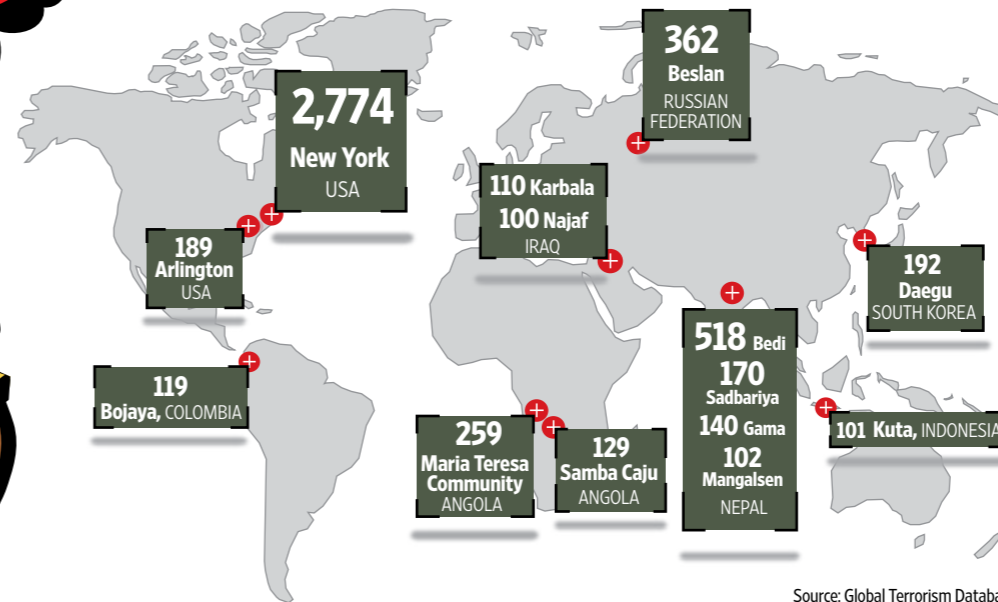 362
Beslan
RUSSIAN
FEDERATION
2,774
New York
USA
110 Karbala
100 Najaf
IRAQ
189
Arlington
USA
192
Daegu
SOUTH KOREA
518 Bedi
170
Sadbariya
140 Gama
102
Mangalsen
NEPAL
119
Bojaya, COLOMBIA
259
Maria Teresa
Community
ANGOLA
129
Samba Caju
ANGOLA
101 Kuta, INDONESIA
Source: Global Terrorism Databa